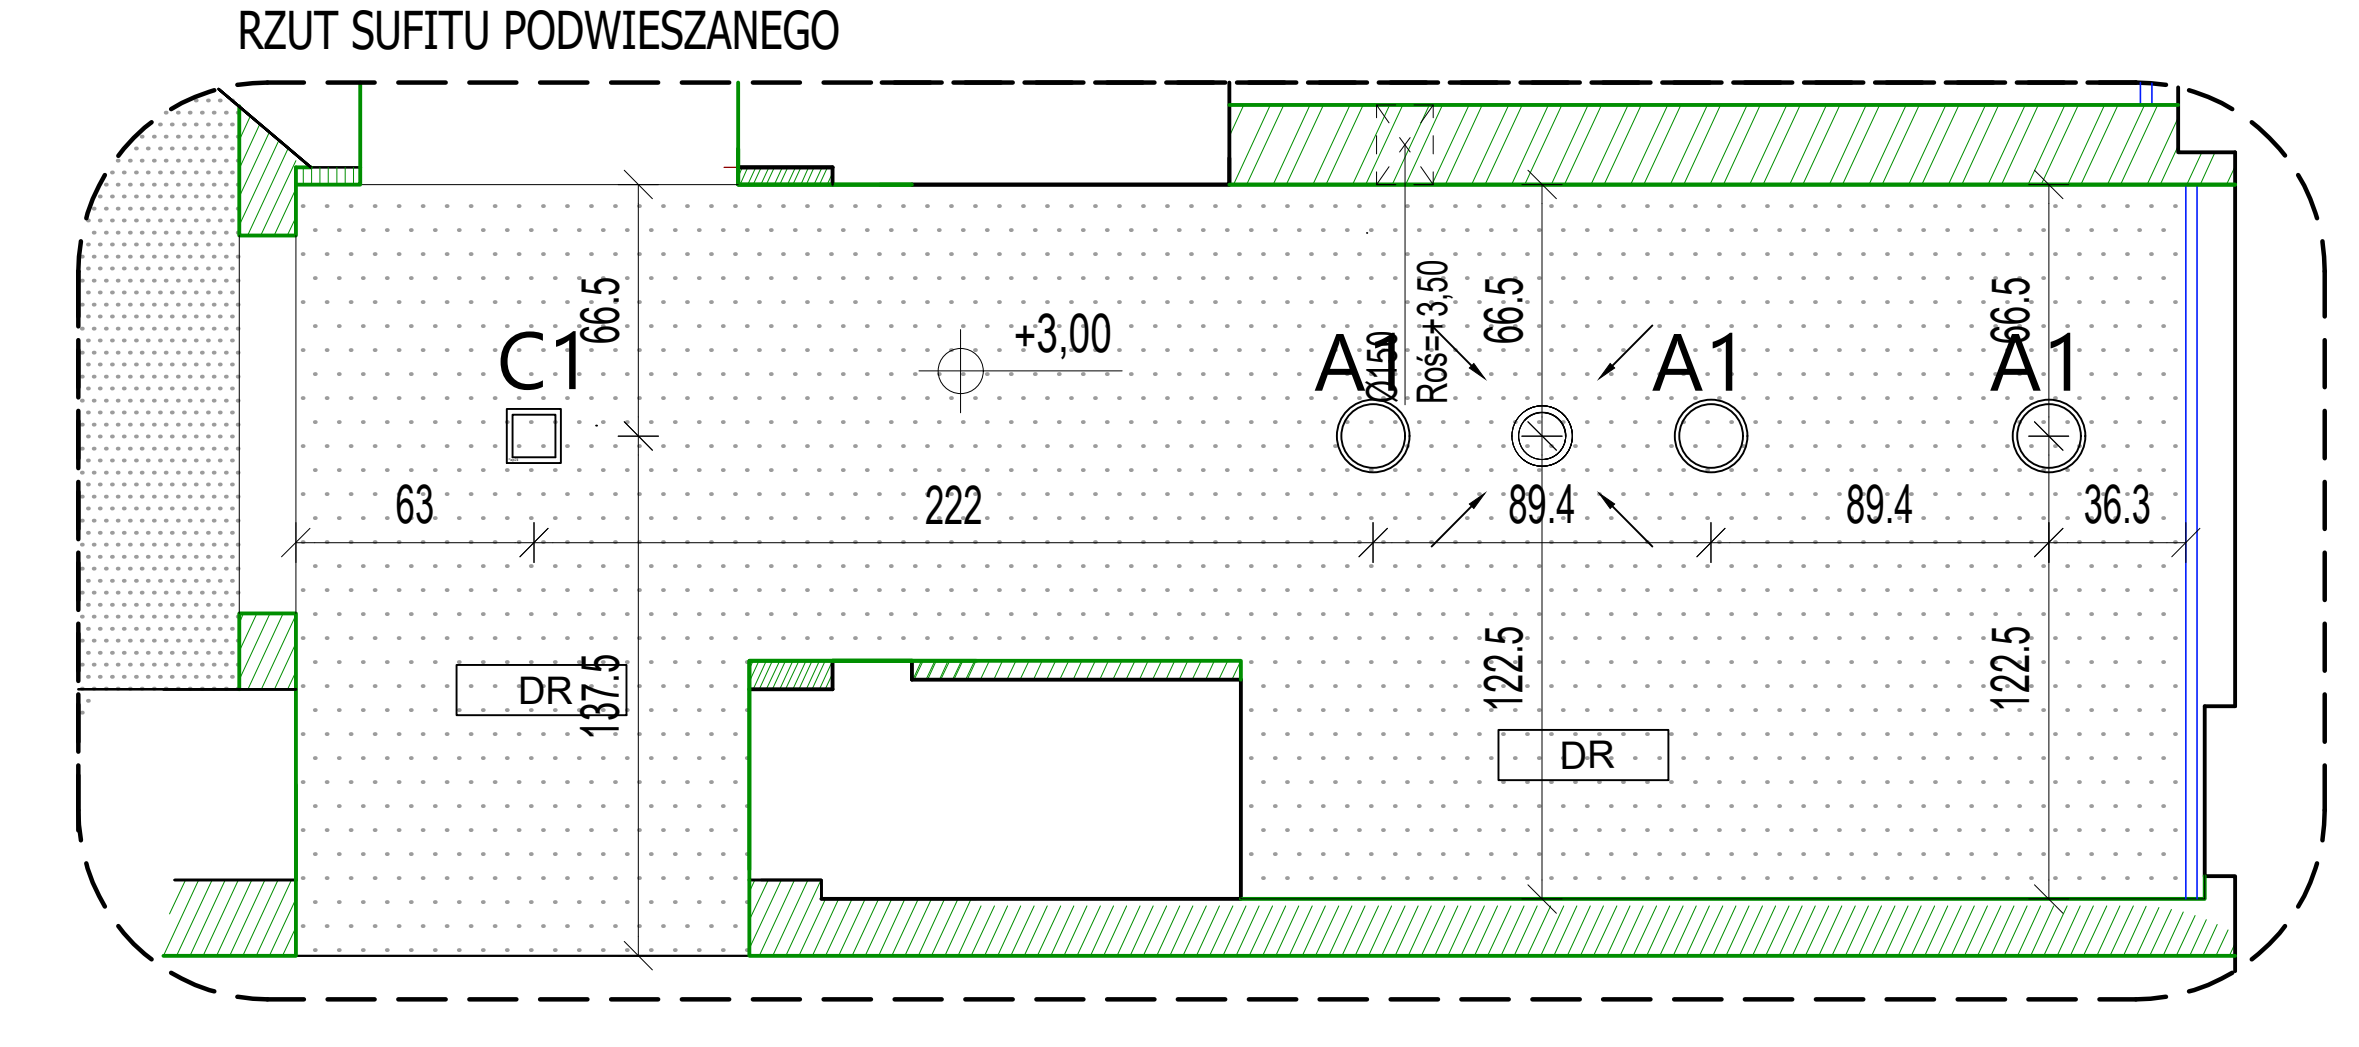 RZUT SUFITU PODWIESZANEGO
66.5
66.5
66.5
Ø150
Roś=+3,50
+3,00
C1
A1
A1
A1
63
222
89.4
89.4
36.3
137.5
122.5
122.5
DR
DR